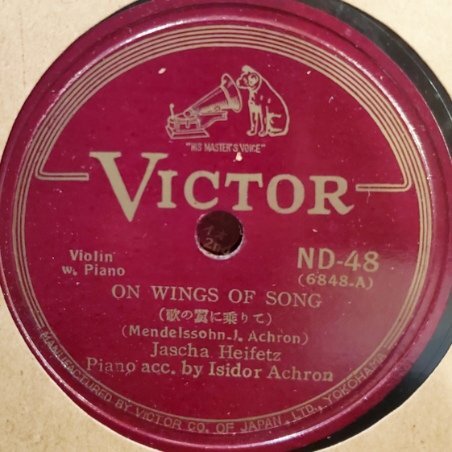 "HIS MASTER'S VOICE"
VICTOR
Violin
w. Piano
ND-48
(6848-A)
ON WINGS OF SONG
(歌の翼に乗りて)
(Mendelssohn-J. Achron)
Jascha Heifetz
Piano acc. by Isidor Achron
MANUFACTURED BY VICTOR CO. OF JAPAN, LTD., YOKOHAMA